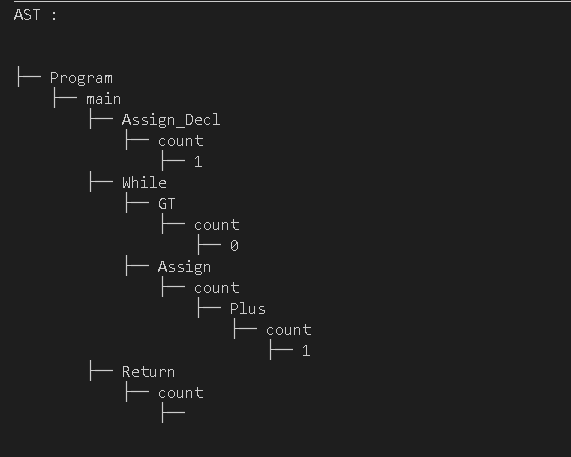 AST :
├── Program
    ├── main
        ├── Assign_Decl
            ├── count
                ├── 1
        ├── While
            ├── GT
                ├── count
                    ├── 0
            ├── Assign
                ├── count
                    ├── Plus
                        ├── count
                            ├── 1
        ├── Return
            ├── count
                ├──